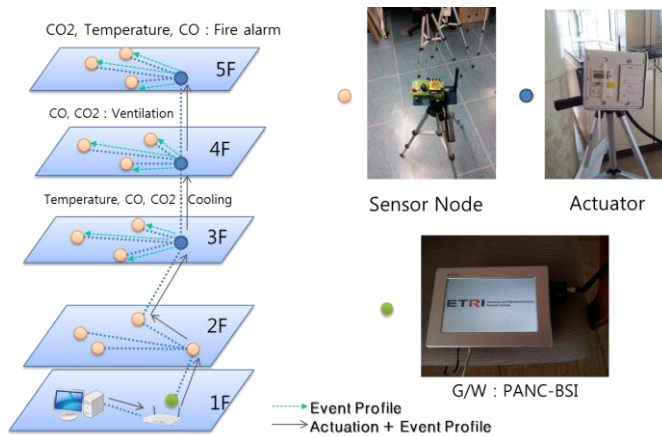 CO2, Temperature, CO : Fire alarm
5F
CO, CO2 : Ventilation
4F
Temperature, CO, CO2 : Cooling
3F
2F
1F
Sensor Node
Actuator
ETRI
G/W : PANC-BSI
Event Profile
Actuation + Event Profile